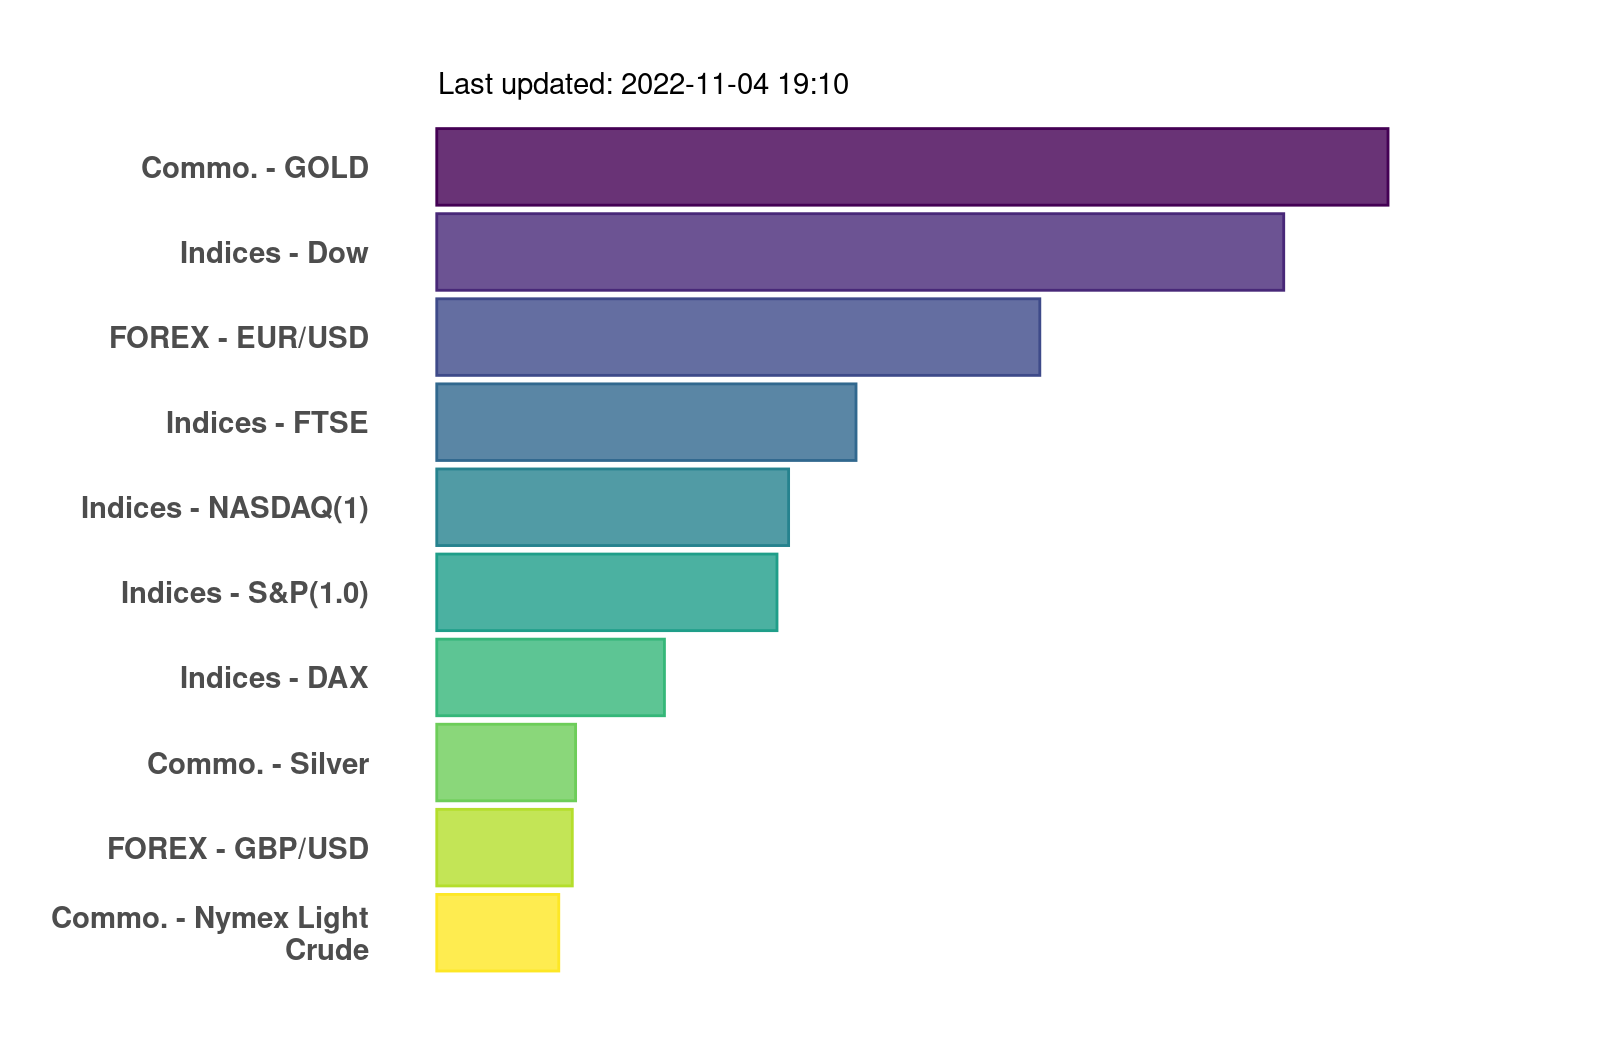 Last updated: 2022-11-04 19:10
Commo. - GOLD
Indices - Dow
FOREX - EUR/USD
Indices - FTSE
Indices - NASDAQ(1)
Indices - S&P(1.0)
Indices - DAX
Commo. - Silver
FOREX - GBP/USD
Commo. - Nymex Light
Crude